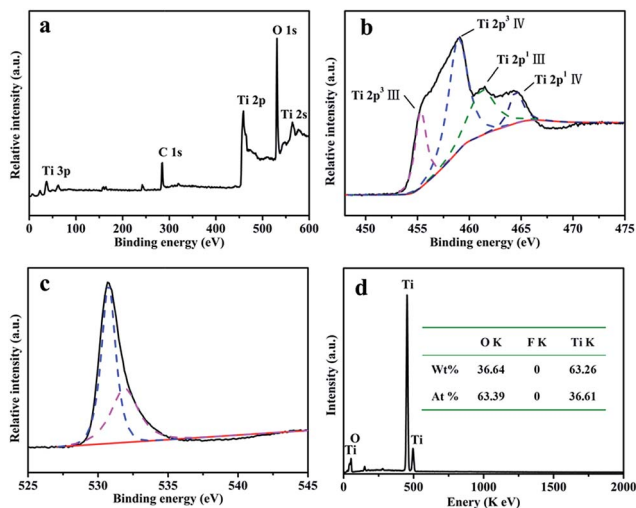 a
O 1s
Ti 2p
Ti 2s
C 1s
Ti 3p
Relative intensity (a.u.)
0 100 200 300 400 500 600
Binding energy (eV)
b
Ti 2p³ IV
Ti 2p¹ III
Ti 2p¹ IV
Ti 2p³ III
Relative intensity (a.u.)
450 455 460 465 470 475
Binding energy (eV)
c
Relative intensity (a.u.)
525 530 535 540 545
Binding energy (eV)
d
Ti
O K F K Ti K
Wt% 36.64 0 63.26
At % 63.39 0 36.61
O
Ti
Ti
Intensity (a.u.)
0 500 1000 1500 2000
Enery (K eV)